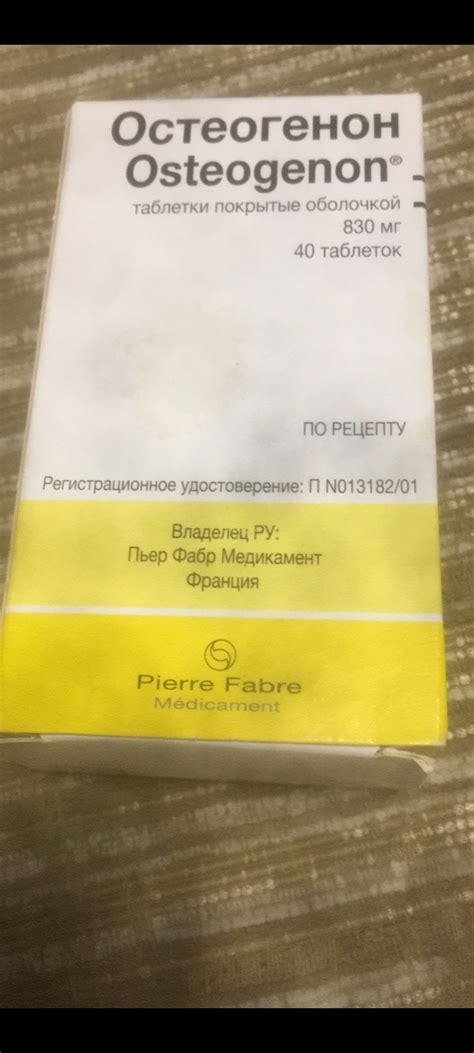 Остеогенон
Osteogenon®
таблетки покрытые оболочкой
830 мг
40 таблеток
ПО РЕЦЕПТУ
Регистрационное удостоверение: П N013182/01
Владелец РУ:
Пьер Фабр Медикамент
Франция
Pierre Fabre
Médicament